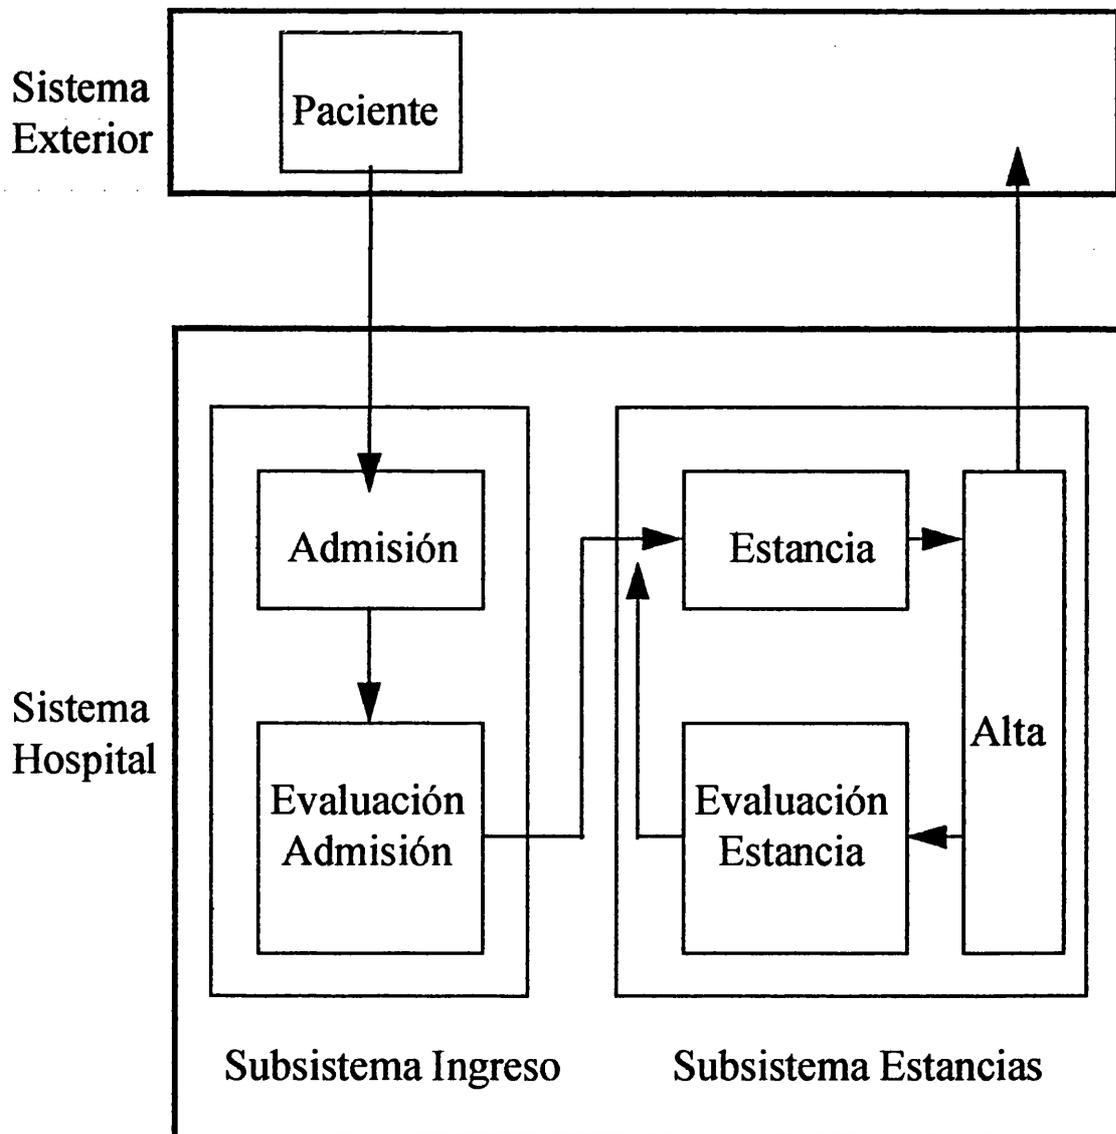 Sistema
Exterior
Paciente
Admisión
Estancia
Sistema
Hospital
Alta
Evaluación
Admisión
Evaluación
Estancia
Subsistema Ingreso
Subsistema Estancias